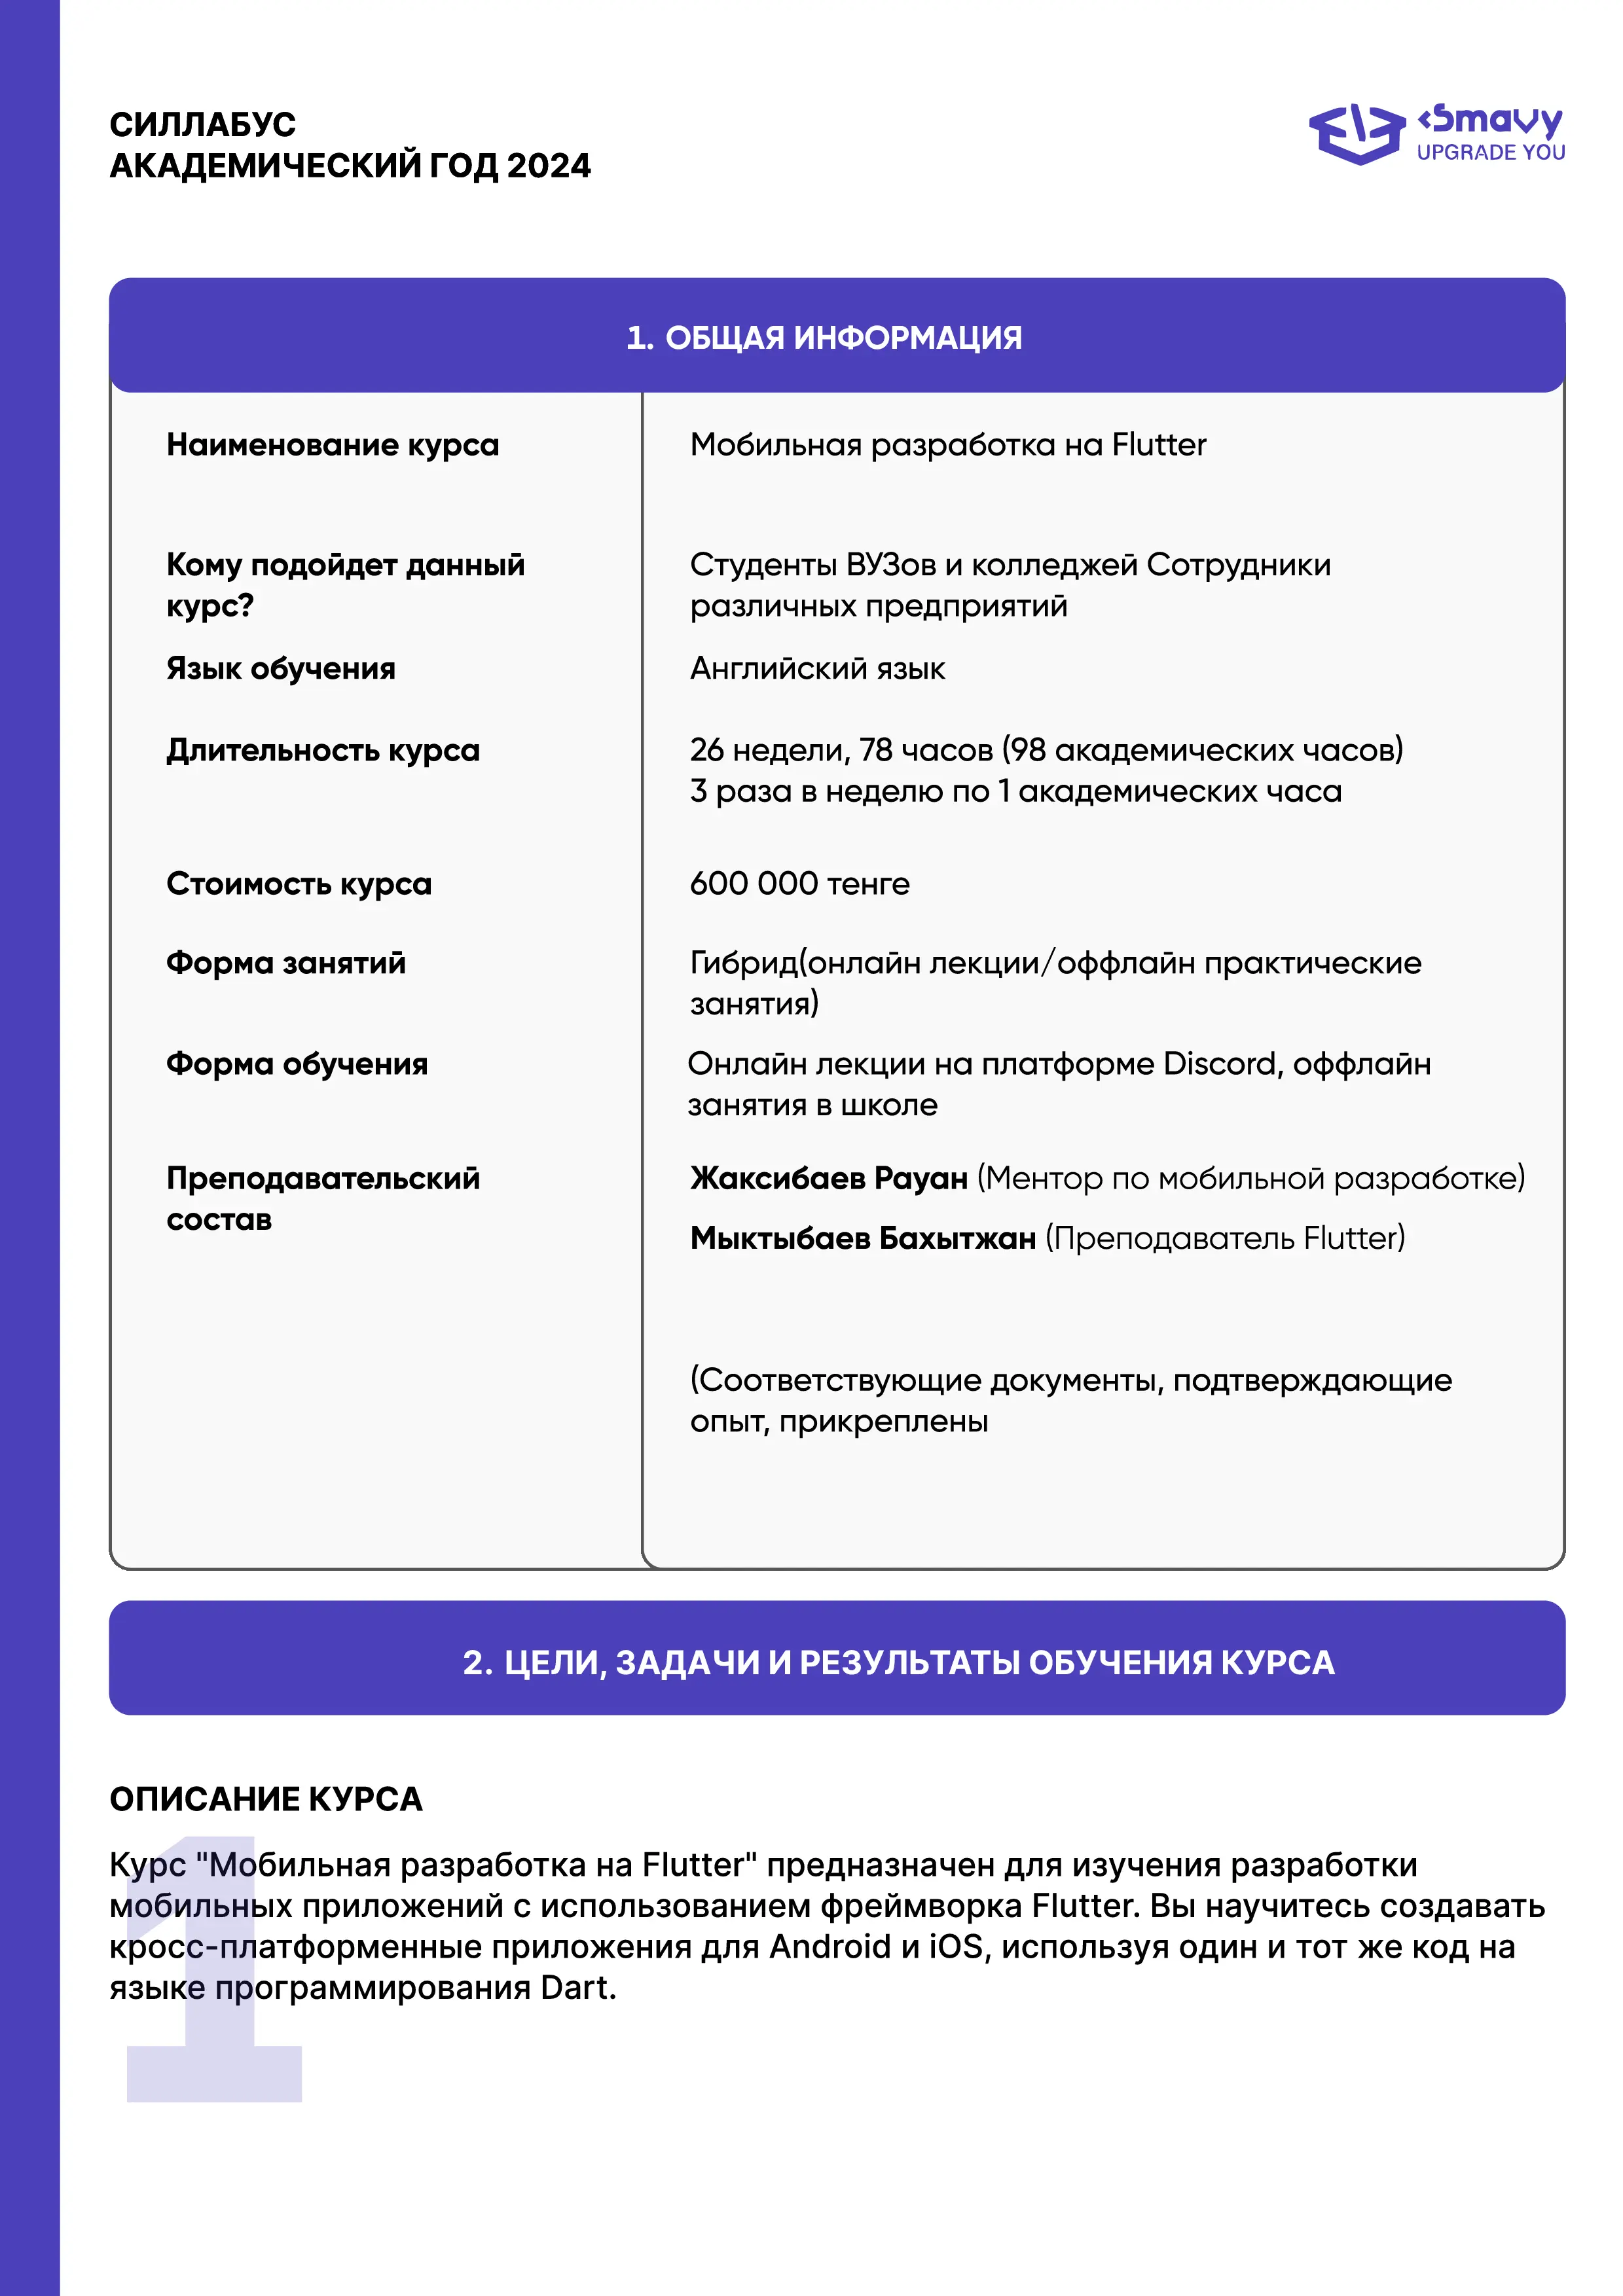 СИЛЛАБУС
АКАДЕМИЧЕСКИЙ ГОД 2024
<Smavy
UPGRADE YOU
1. ОБЩАЯ ИНФОРМАЦИЯ
Наименование курса
Мобильная разработка на Flutter
Кому подойдет данный
курс?
Студенты ВУЗов и колледжей Сотрудники
различных предприятий
Язык обучения
Английский язык
Длительность курса
26 недели, 78 часов (98 академических часов)
3 раза в неделю по 1 академических часа
Стоимость курса
600 000 тенге
Форма занятий
Гибрид(онлайн лекции/оффлайн практические
занятия)
Форма обучения
Онлайн лекции на платформе Discord, оффлайн
занятия в школе
Преподавательский
состав
Жаксибаев Рауан (Ментор по мобильной разработке)
Мыктыбаев Бахытжан (Преподаватель Flutter)
(Соответствующие документы, подтверждающие
опыт, прикреплены
2. ЦЕЛИ, ЗАДАЧИ И РЕЗУЛЬТАТЫ ОБУЧЕНИЯ КУРСА
ОПИСАНИЕ КУРСА
Курс "Мобильная разработка на Flutter" предназначен для изучения разработки
мобильных приложений с использованием фреймворка Flutter. Вы научитесь создавать
кросс-платформенные приложения для Android и iOS, используя один и тот же код на
языке программирования Dart.
1